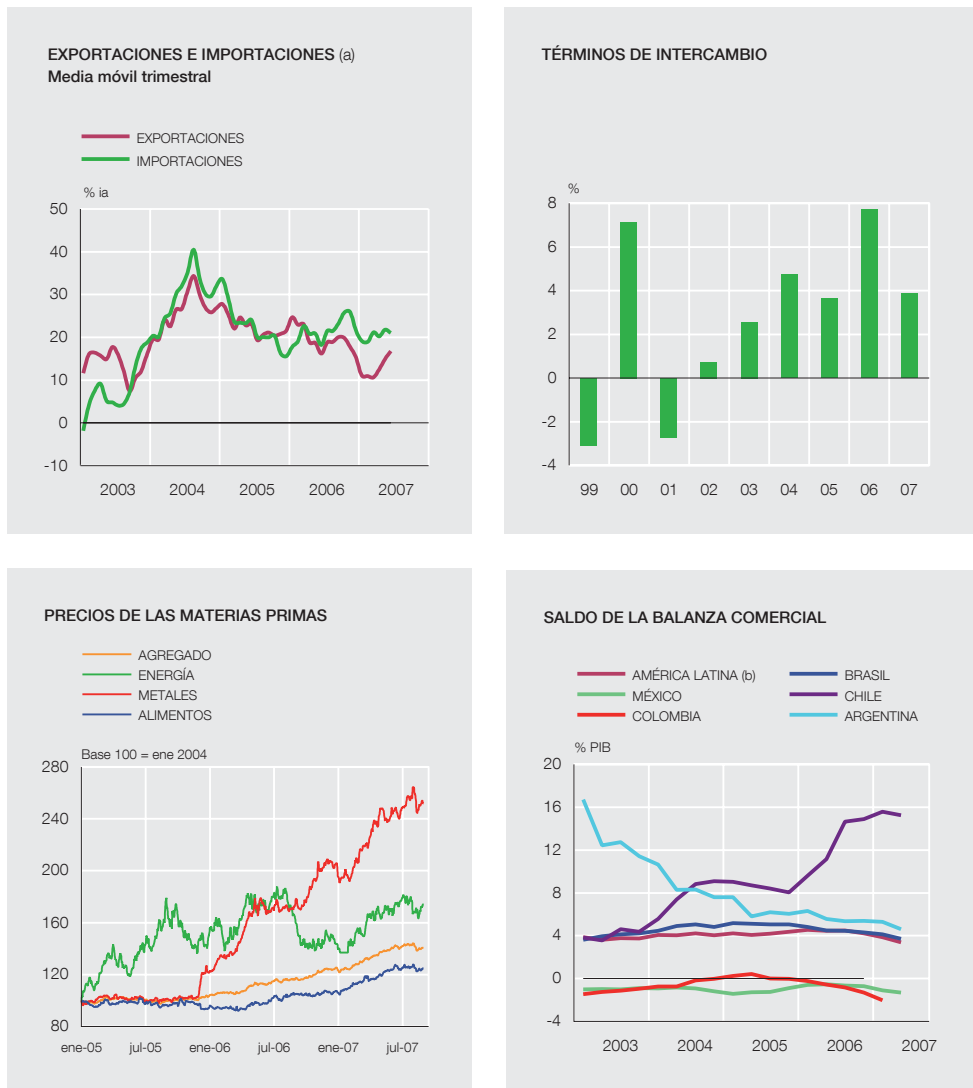 EXPORTACIONES E IMPORTACIONES (a)
Media móvil trimestral
EXPORTACIONES
IMPORTACIONES
% ia
50
40
30
20
10
0
-10
2003 2004 2005 2006 2007
TÉRMINOS DE INTERCAMBIO
%
8
6
4
2
0
-2
-4
99 00 01 02 03 04 05 06 07
PRECIOS DE LAS MATERIAS PRIMAS
AGREGADO
ENERGÍA
METALES
ALIMENTOS
Base 100 = ene 2004
280
240
200
160
120
80
ene-05 jul-05 ene-06 jul-06 ene-07 jul-07
SALDO DE LA BALANZA COMERCIAL
AMÉRICA LATINA (b) BRASIL
MÉXICO CHILE
COLOMBIA ARGENTINA
% PIB
20
16
12
8
4
0
-4
2003 2004 2005 2006 2007